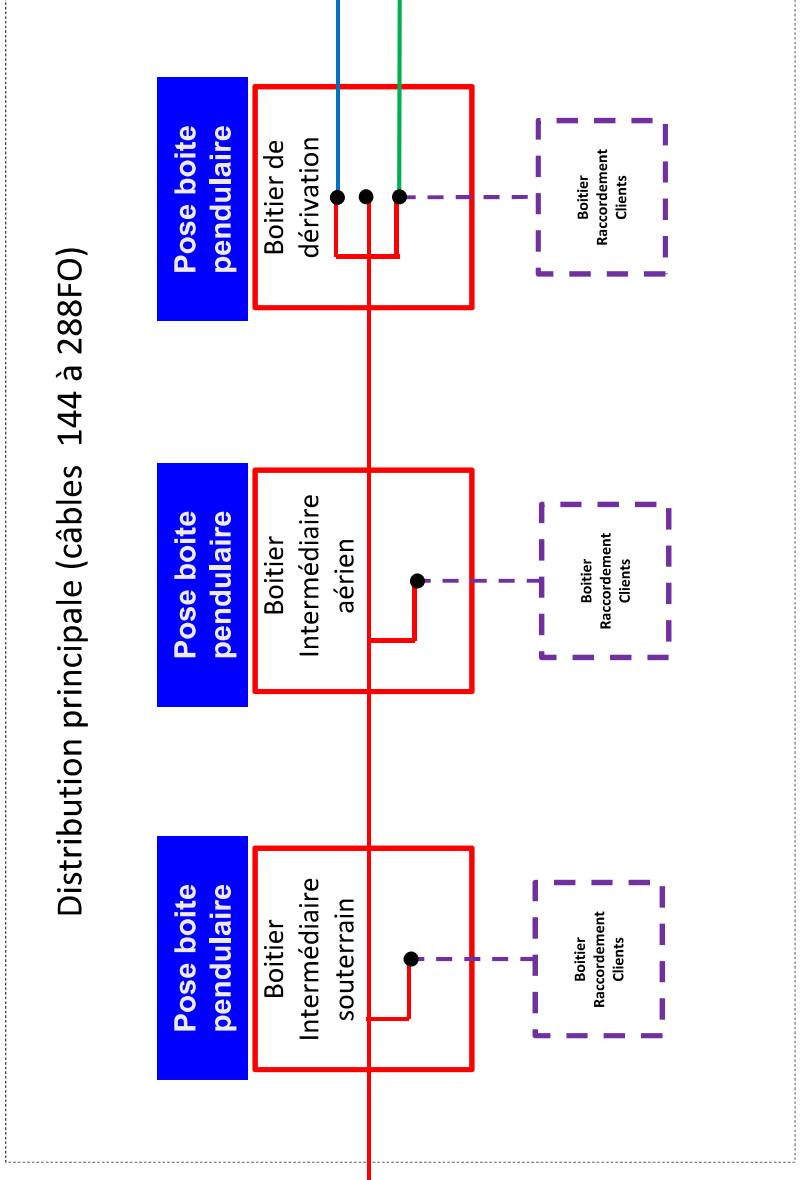 Distribution principale (câbles  144 à 288FO)
Pose boite
pendulaire
Boitier
Intermédiaire
souterrain
Boitier
Raccordement
Clients
Pose boite
pendulaire
Boitier
Intermédiaire
aérien
Boitier
Raccordement
Clients
Pose boite
pendulaire
Boitier de
dérivation
Boitier
Raccordement
Clients